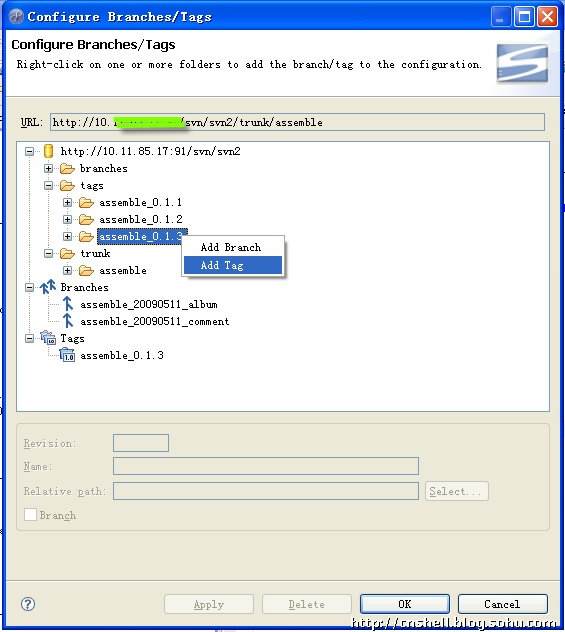 Configure Branches/Tags
Configure Branches/Tags
Right-click on one or more folders to add the branch/tag to the configuration.
URL: http://10. /svn/svn2/trunk/assemble
http://10.11.85.17:91/svn/svn2
branches
tags
assemble_0.1.1
assemble_0.1.2
assemble_0.1.3
Add Branch
Add Tag
trunk
assemble
Branches
assemble_20090511_album
assemble_20090511_comment
Tags
assemble_0.1.3
Revision:
Name:
Relative path:
Select...
Branch
Apply
Delete
OK
Cancel
http://cnshell.blog.sohu.com